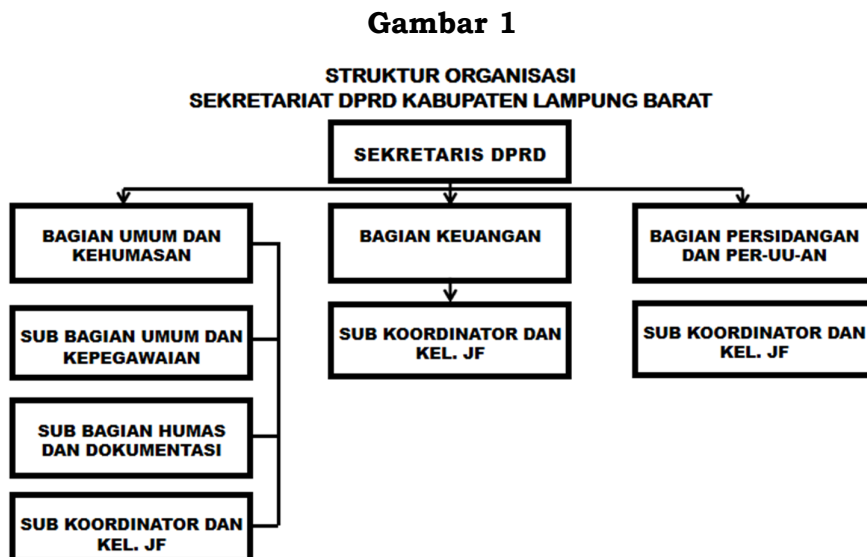 Gambar 1
STRUKTUR ORGANISASI
SEKRETARIAT DPRD KABUPATEN LAMPUNG BARAT
SEKRETARIS DPRD
BAGIAN UMUM DAN
KEHUMASAN
BAGIAN KEUANGAN
BAGIAN PERSIDANGAN
DAN PER-UU-AN
SUB BAGIAN UMUM DAN
KEPEGAWAIAN
SUB KOORDINATOR DAN
KEL. JF
SUB KOORDINATOR DAN
KEL. JF
SUB BAGIAN HUMAS
DAN DOKUMENTASI
SUB KOORDINATOR DAN
KEL. JF